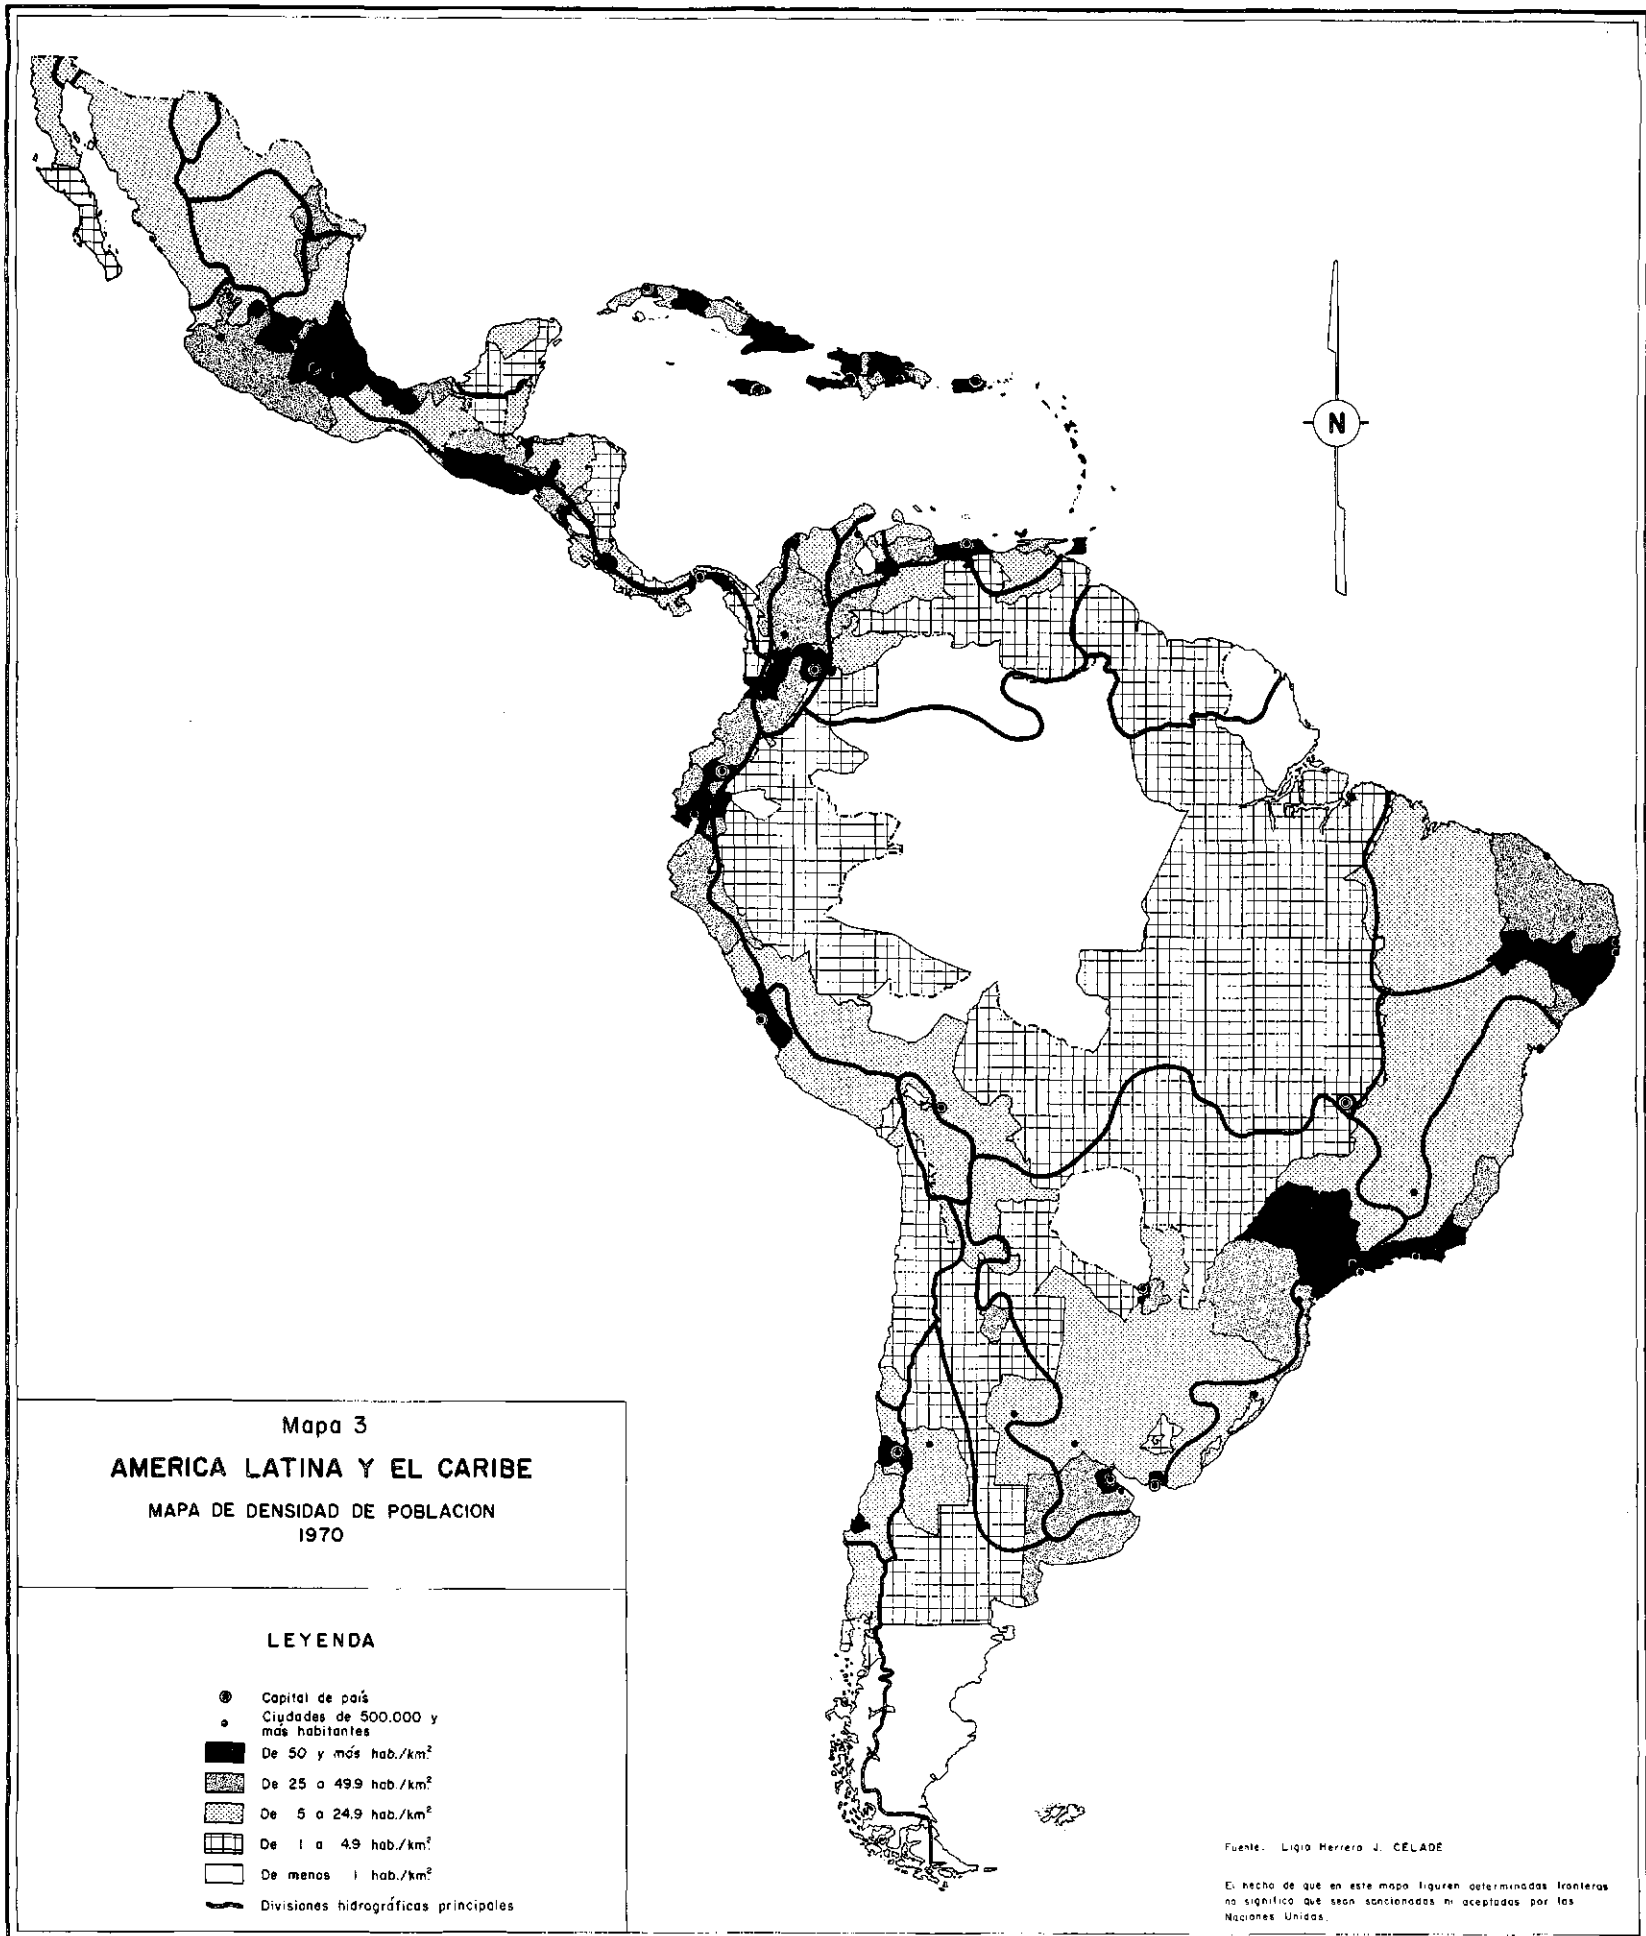 N
Mapa 3
AMERICA LATINA Y EL CARIBE
MAPA DE DENSIDAD DE POBLACION
1970
LEYENDA
Capital de país
Ciudades de 500.000 y
más habitantes
De 50 y más hab./km²
De 25 a 49.9 hab./km²
De 5 a 24.9 hab./km²
De 1 a 4.9 hab./km²
De menos 1 hab./km²
Divisiones hidrográficas principales
Fuente. Ligia Herrera J. CELADE
El hecho de que en este mapa figuren determinadas fronteras
no significa que sean sancionadas ni aceptadas por las
Naciones Unidas.